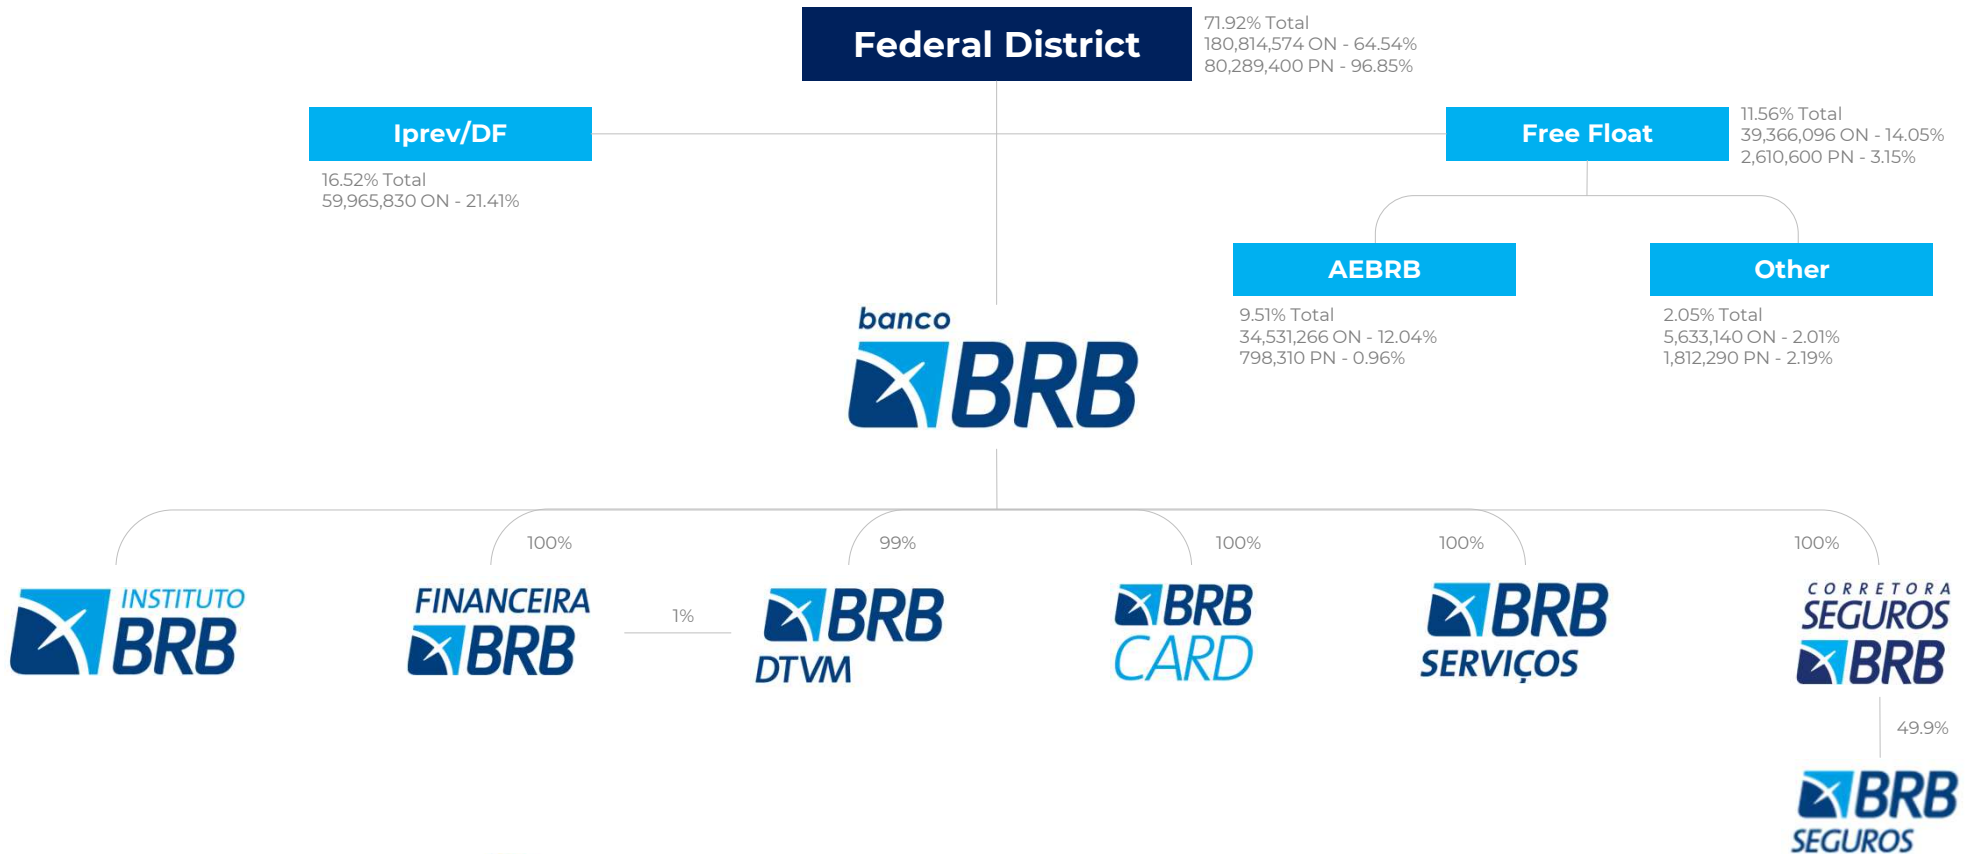 Federal District
71.92% Total
180,814,574 ON - 64.54%
80,289,400 PN - 96.85%
Iprev/DF
16.52% Total
59,965,830 ON - 21.41%
Free Float
11.56% Total
39,366,096 ON - 14.05%
2,610,600 PN - 3.15%
AEBRB
9.51% Total
34,531,266 ON - 12.04%
798,310 PN - 0.96%
Other
2.05% Total
5,633,140 ON - 2.01%
1,812,290 PN - 2.19%
banco
BRB
100%
99%
100%
100%
100%
INSTITUTO
BRB
FINANCEIRA
BRB
1%
BRB
DTVM
BRB
CARD
BRB
SERVIÇOS
CORRETORA
SEGUROS
BRB
49.9%
BRB
SEGUROS